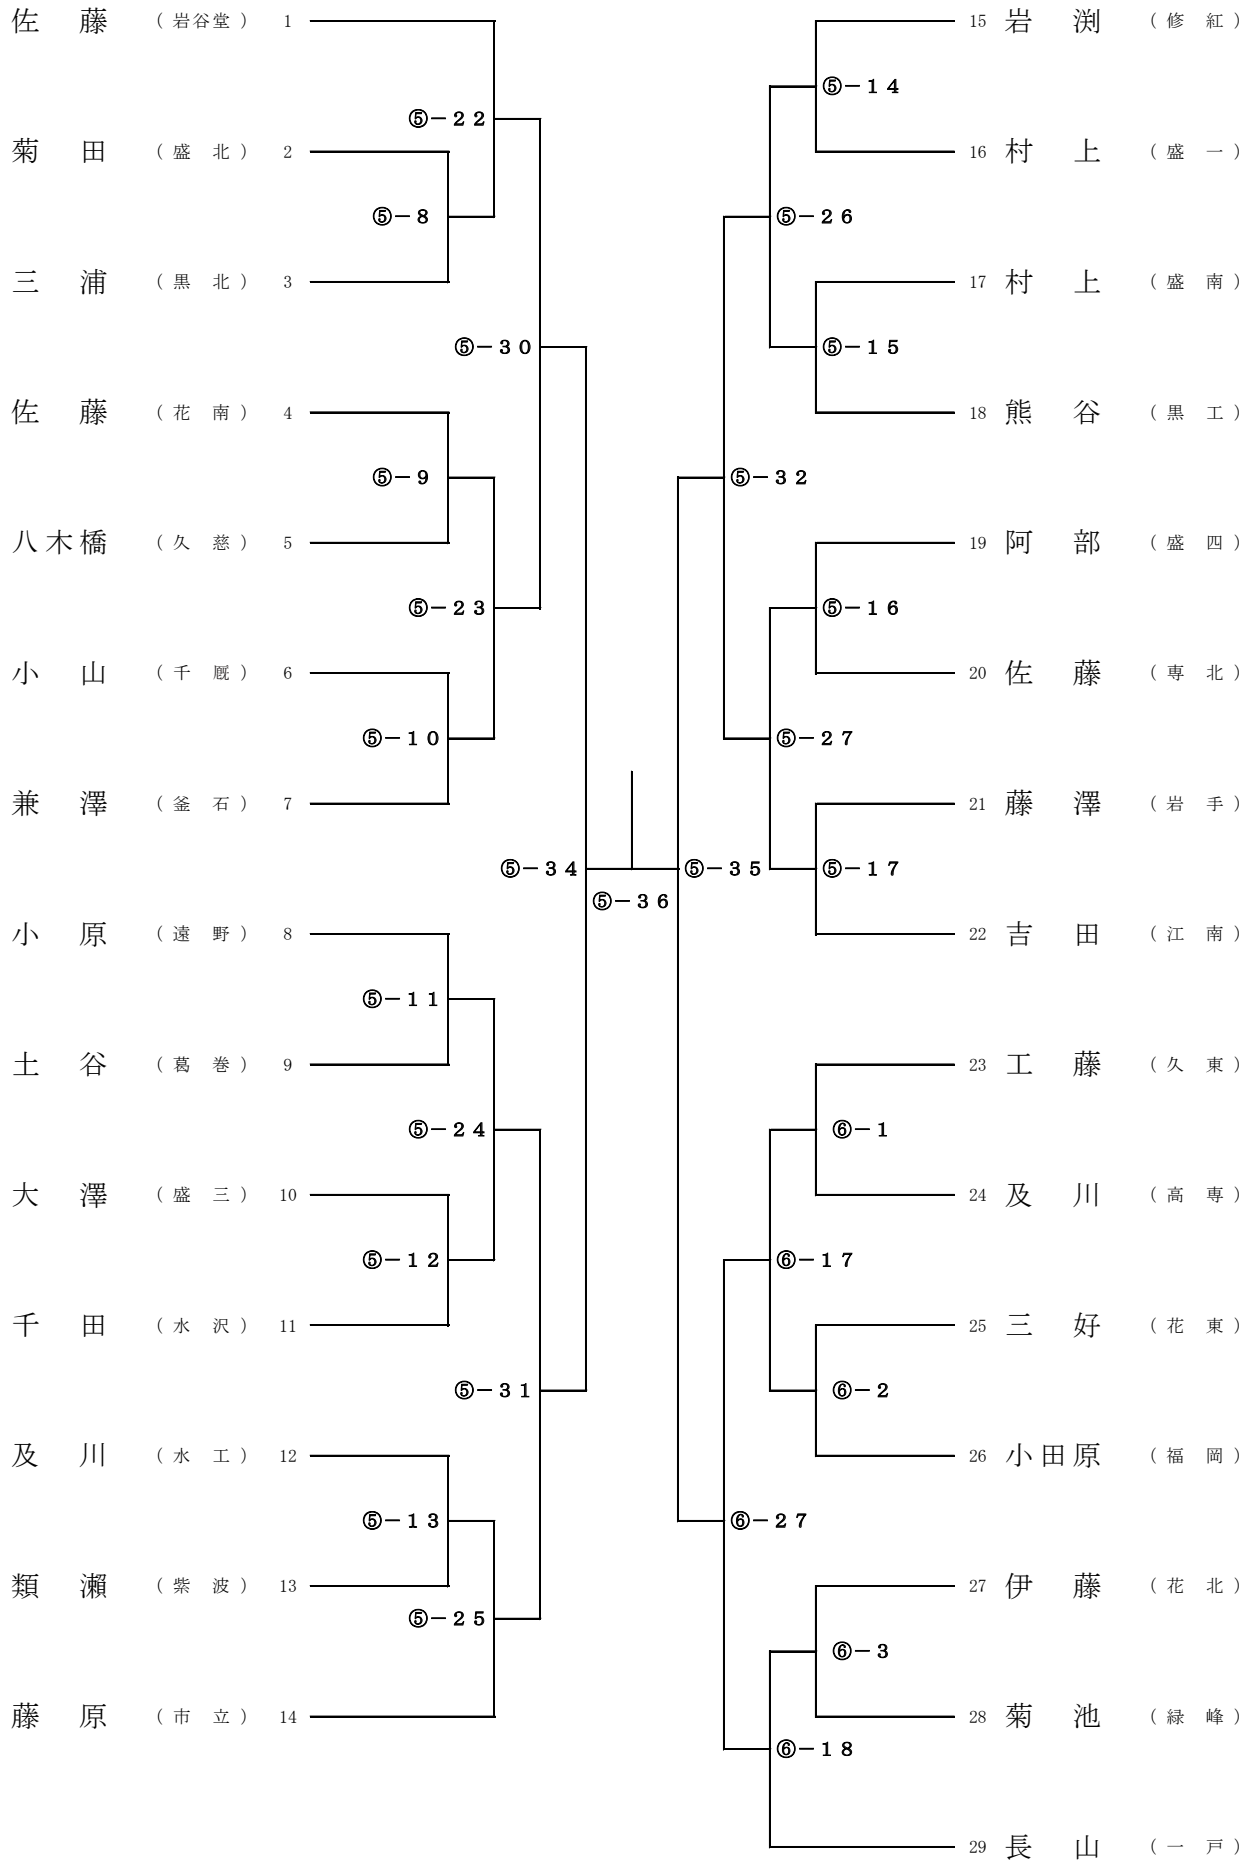 佐藤 （岩谷堂） 1
⑤－22
菊田 （盛北） 2
⑤－8
三浦 （黒北） 3
⑤－30
佐藤 （花南） 4
⑤－9
八木橋 （久慈） 5
⑤－23
小山 （千厩） 6
⑤－10
兼澤 （釜石） 7
⑤－34
小原 （遠野） 8
⑤－11
土谷 （葛巻） 9
⑤－24
大澤 （盛三） 10
⑤－12
千田 （水沢） 11
⑤－31
及川 （水工） 12
⑤－13
類瀬 （紫波） 13
⑤－25
藤原 （市立） 14
⑤－36
15 岩渕 （修紅）
⑤－14
16 村上 （盛一）
⑤－26
17 村上 （盛南）
⑤－15
18 熊谷 （黒工）
⑤－32
19 阿部 （盛四）
⑤－16
20 佐藤 （専北）
⑤－27
21 藤澤 （岩手）
⑤－35
⑤－17
22 吉田 （江南）
23 工藤 （久東）
⑥－1
24 及川 （高専）
⑥－17
25 三好 （花東）
⑥－2
26 小田原 （福岡）
⑥－27
27 伊藤 （花北）
⑥－3
28 菊池 （緑峰）
⑥－18
29 長山 （一戸）